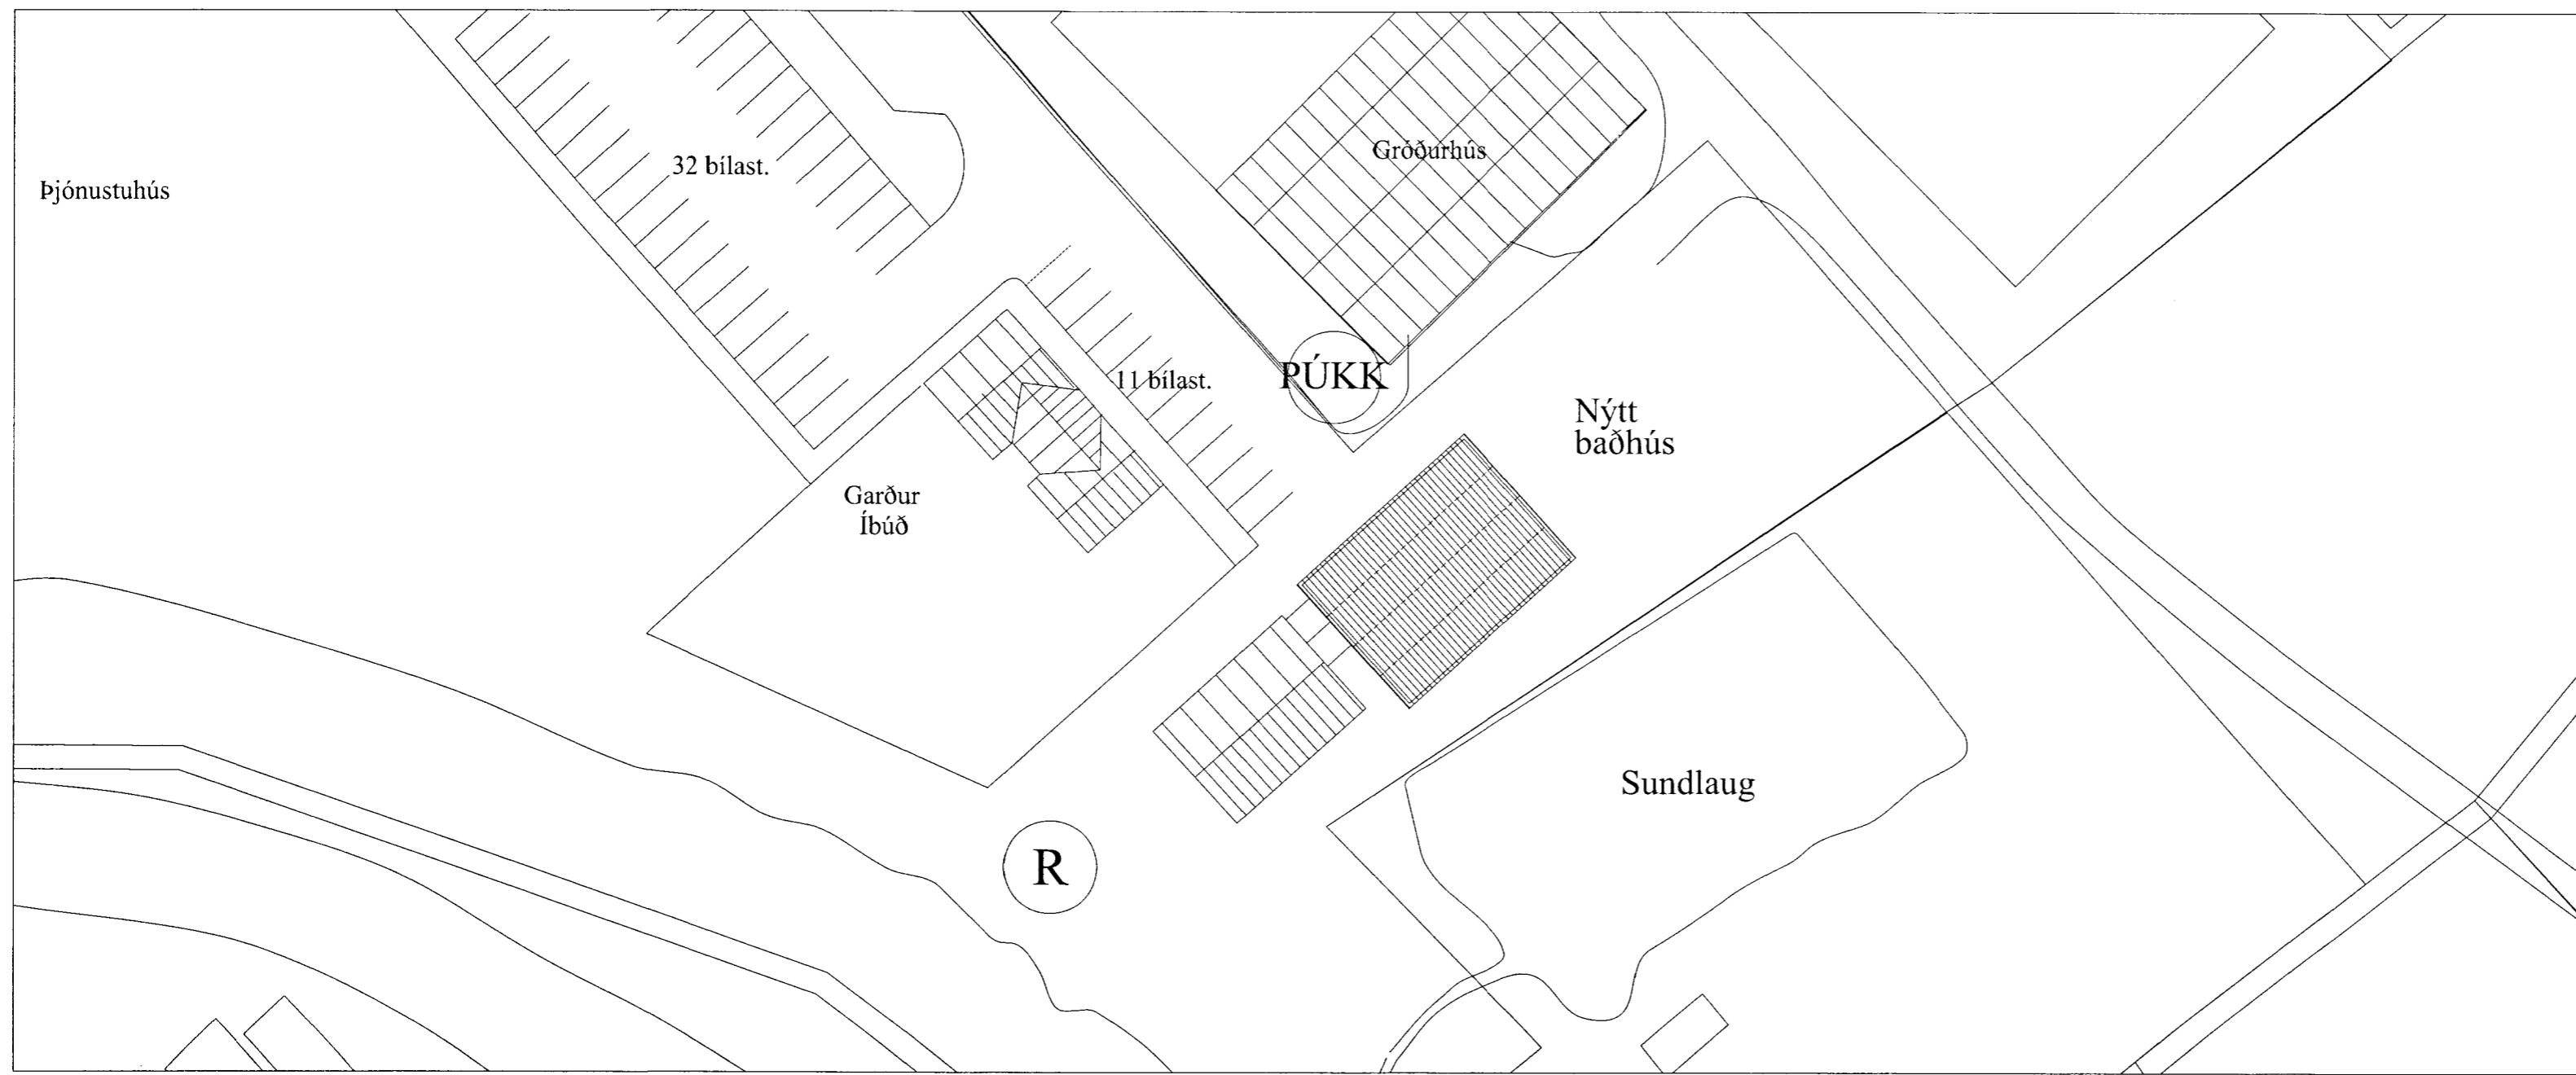 32 bílast.
Gróðurhús
Þjónustuhús
PÚKK
11 bílast.
Nýtt
baðhús
Garður
Íbúð
Sundlaug
R